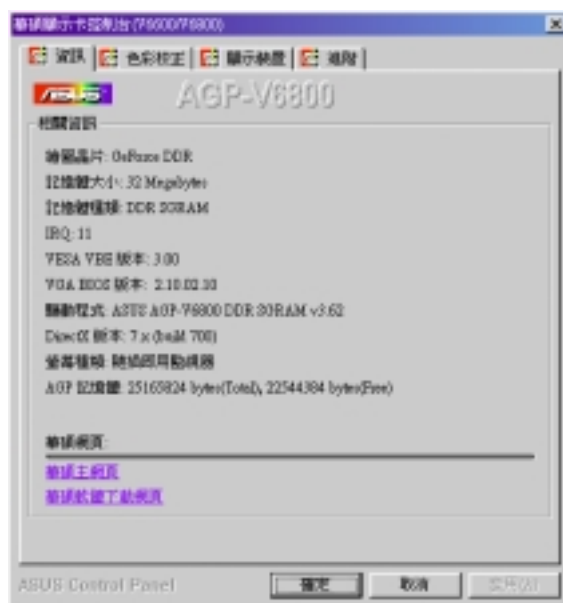 華碩顯示卡控制台(V6600/V6800)
資訊 色彩校正 顯示裝置 進階
ASUS AGP-V6800
相關資訊
繪圖晶片: GeForce DDR
記憶體大小: 32 Megabytes
記憶體種類: DDR SGRAM
IRQ: 11
VESA VBE 版本: 3.00
VGA BIOS 版本: 2.10.02.10
驅動程式: ASUS AGP-V6800 DDR SGRAM v3.62
DirectX 版本: 7.x (build 700)
螢幕種類: 隨插即用監視器
AGP 記憶體: 25165824 bytes(Total), 22544384 bytes(Free)
華碩網頁:
華碩主網頁
華碩軟體下載網頁
ASUS Control Panel 確定 取消 套用(A)